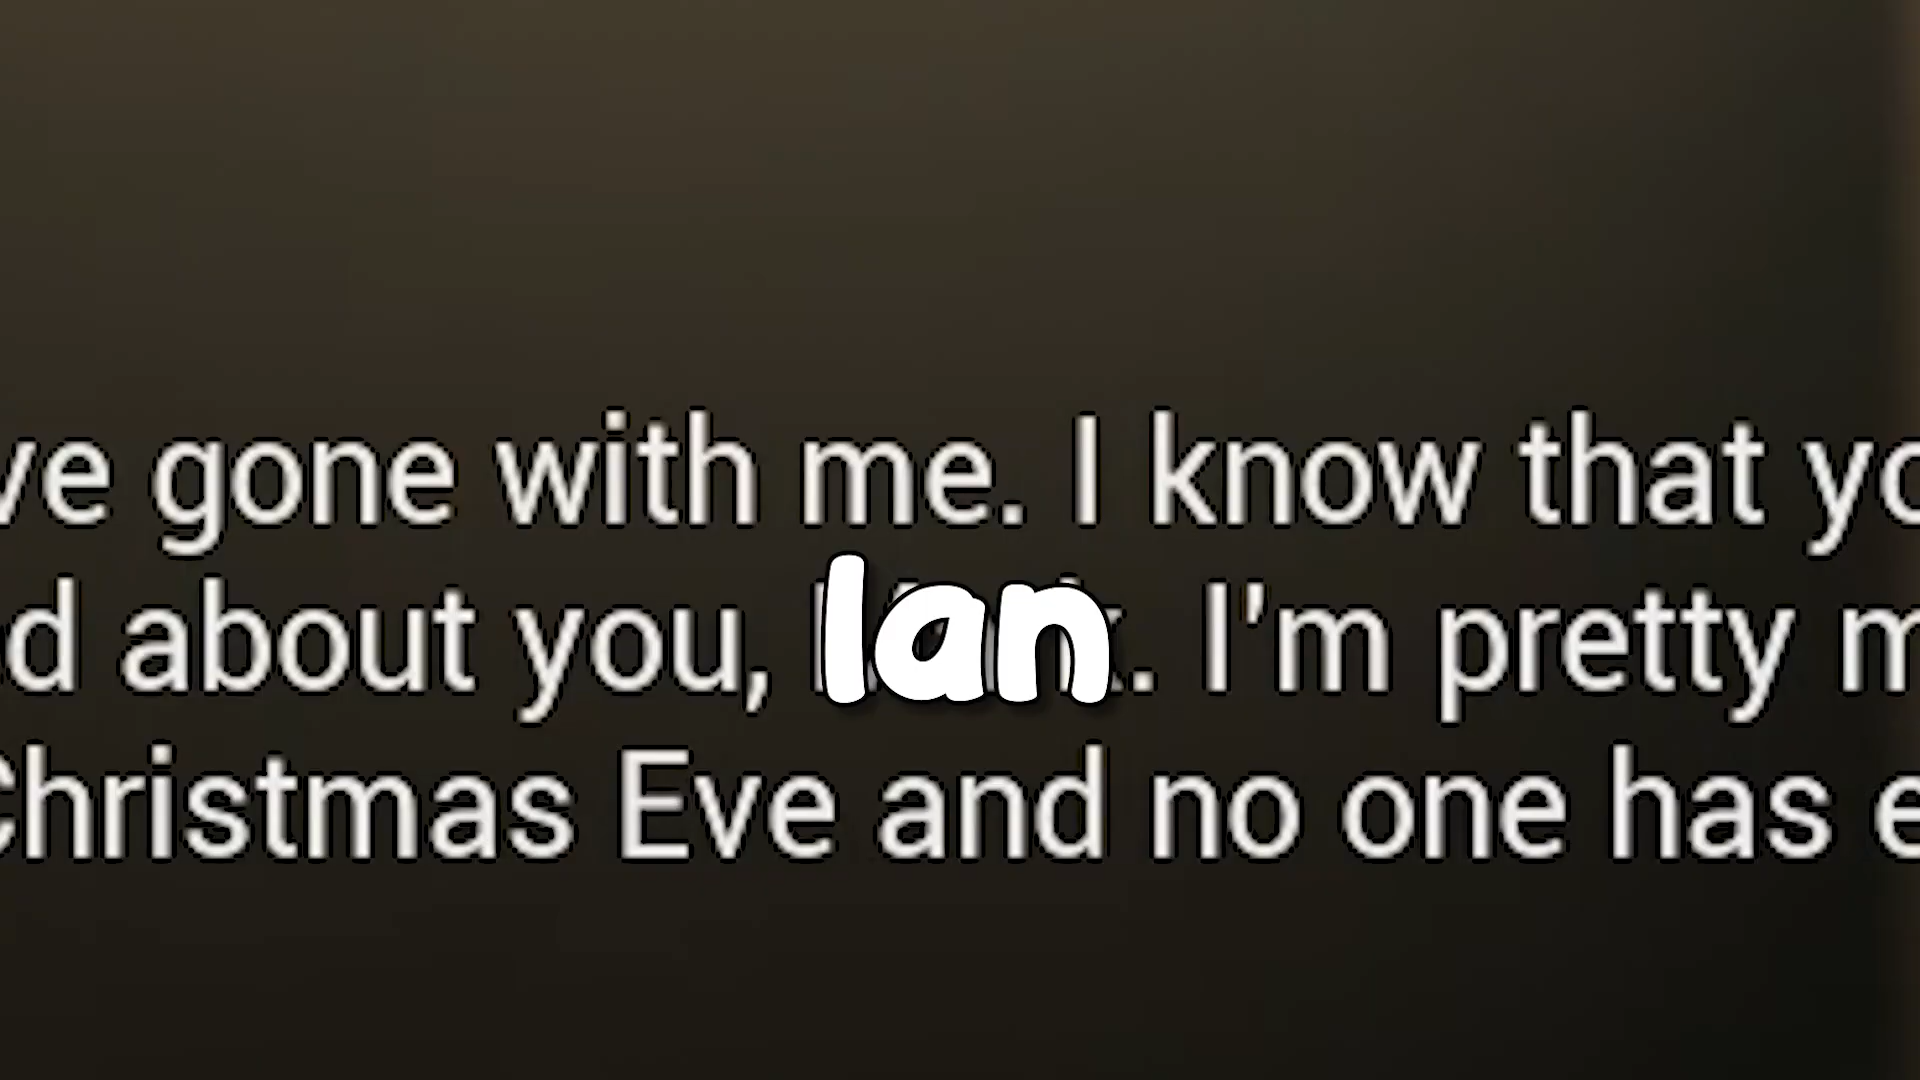 ve gone with me. I know that yo
d about you,
Ian
I'm pretty m
Christmas Eve and no one has e